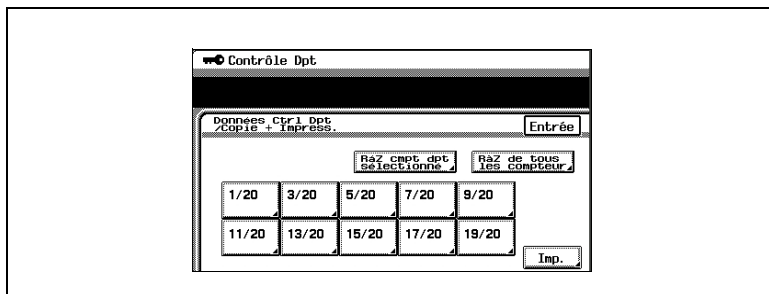 Contrôle Dpt
Données Ctrl Dpt
/Copie + Impress.
Entrée
RàZ cmpt dpt
sélectionné
RàZ de tous
les compteur
1/20 3/20 5/20 7/20 9/20
11/20 13/20 15/20 17/20 19/20
Imp.